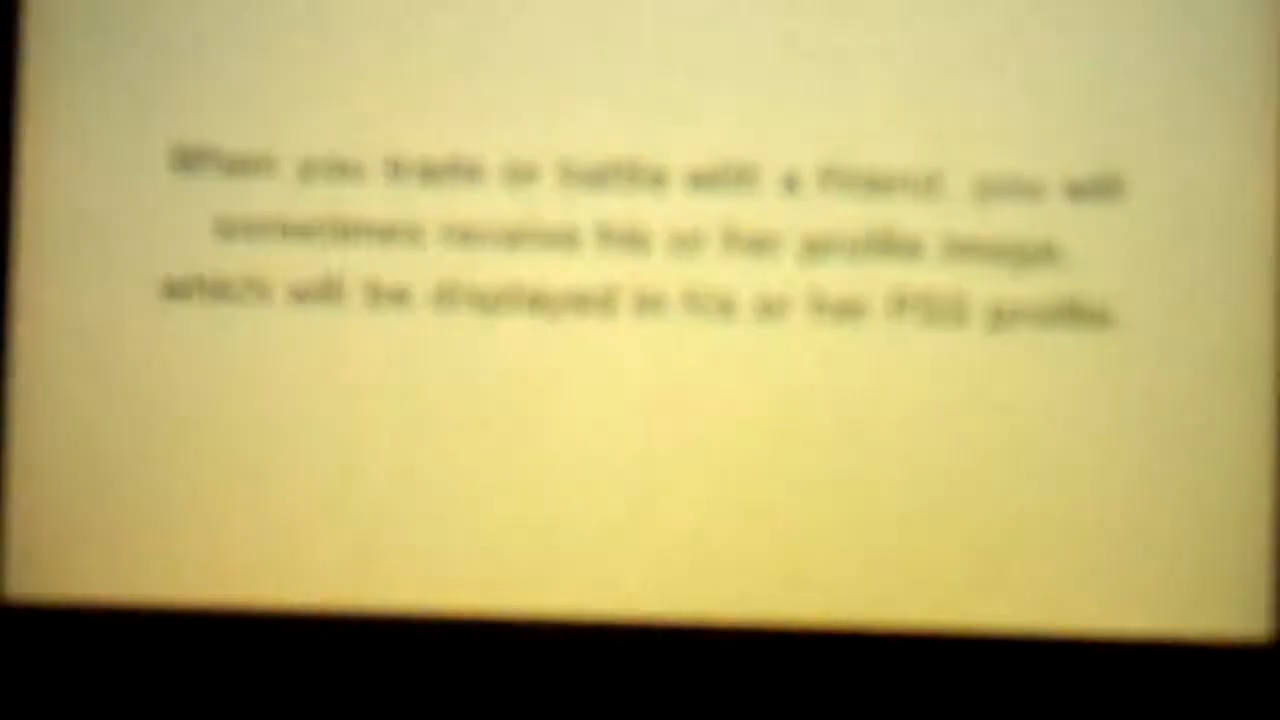 When you trade or battle with a friend, you will
sometimes receive his or her profile image,
which will be displayed in his or her PSS profile.